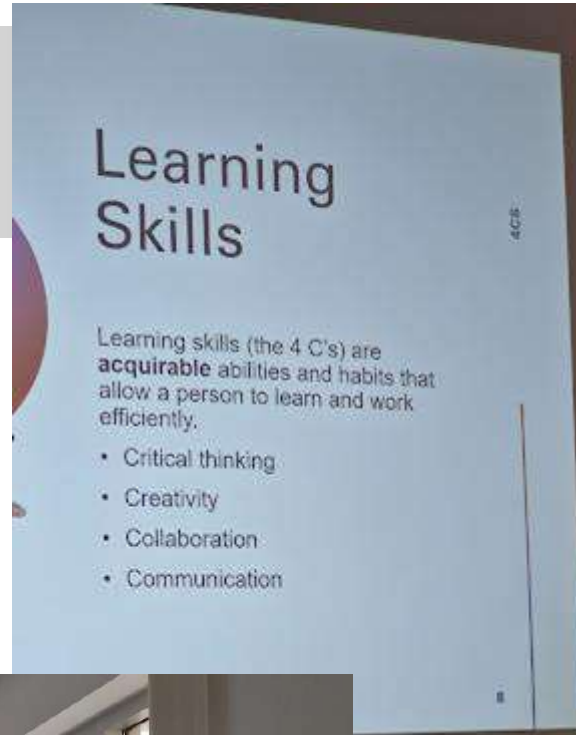 Learning
Skills
4CS
Learning skills (the 4 C's) are
acquirable abilities and habits that
allow a person to learn and work
efficiently.
• Critical thinking
• Creativity
• Collaboration
• Communication
8